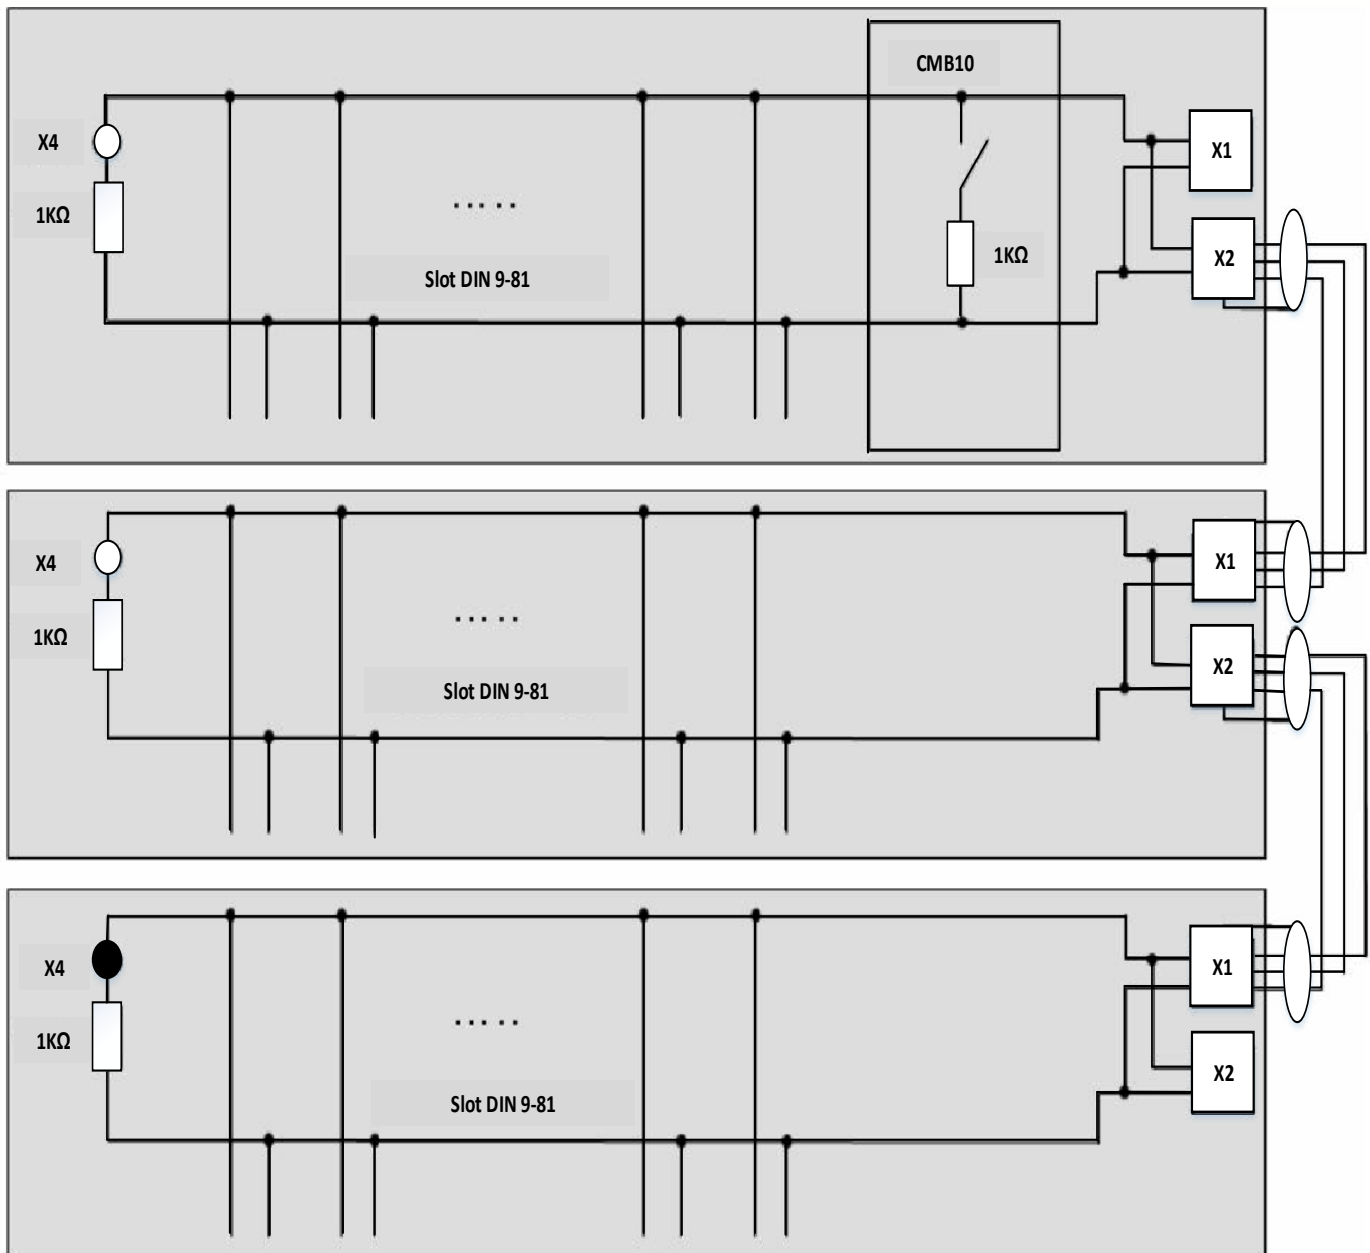 CMB10
X4
X1
1KΩ
.....
X2
1KΩ
Slot DIN 9-81
X4
X1
.....
1KΩ
X2
Slot DIN 9-81
X4
X1
.....
1KΩ
X2
Slot DIN 9-81